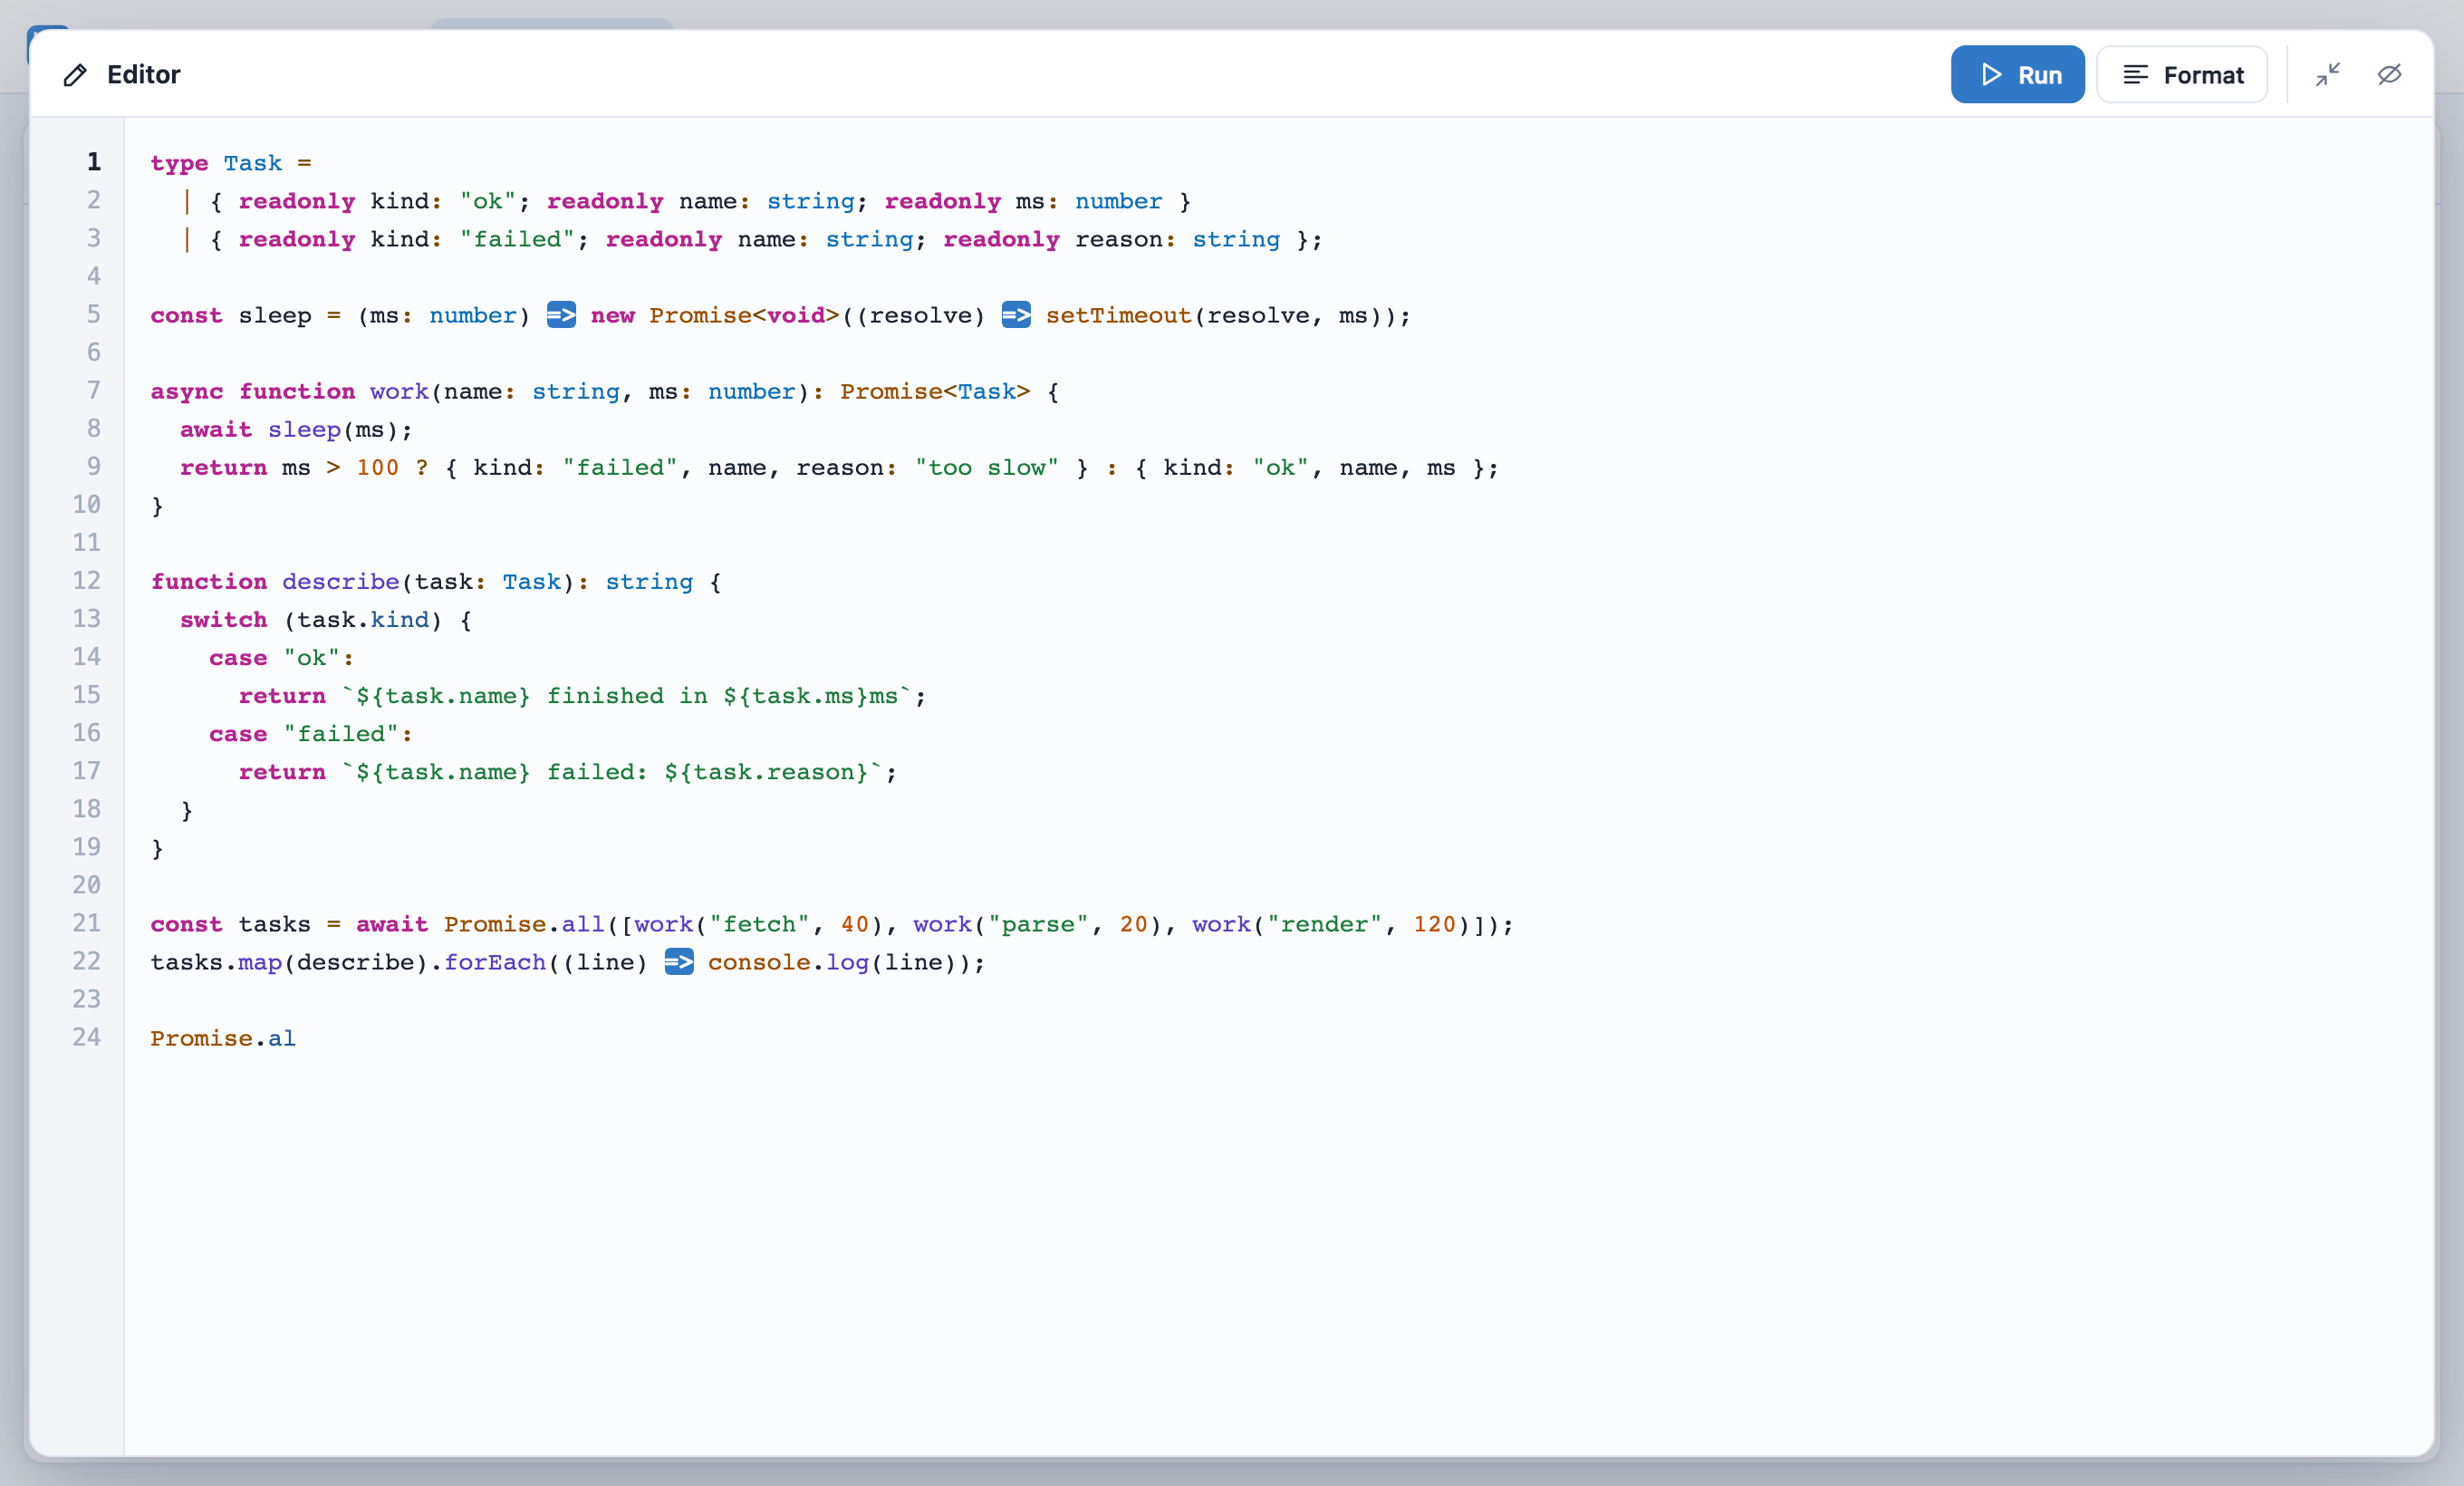 Editor
Run
Format
1 type Task =
2   | { readonly kind: "ok"; readonly name: string; readonly ms: number }
3   | { readonly kind: "failed"; readonly name: string; readonly reason: string };
4
5 const sleep = (ms: number) => new Promise<void>((resolve) => setTimeout(resolve, ms));
6
7 async function work(name: string, ms: number): Promise<Task> {
8   await sleep(ms);
9   return ms > 100 ? { kind: "failed", name, reason: "too slow" } : { kind: "ok", name, ms };
10 }
11
12 function describe(task: Task): string {
13   switch (task.kind) {
14     case "ok":
15       return `${task.name} finished in ${task.ms}ms`;
16     case "failed":
17       return `${task.name} failed: ${task.reason}`;
18   }
19 }
20
21 const tasks = await Promise.all([work("fetch", 40), work("parse", 20), work("render", 120)]);
22 tasks.map(describe).forEach((line) => console.log(line));
23
24 Promise.al